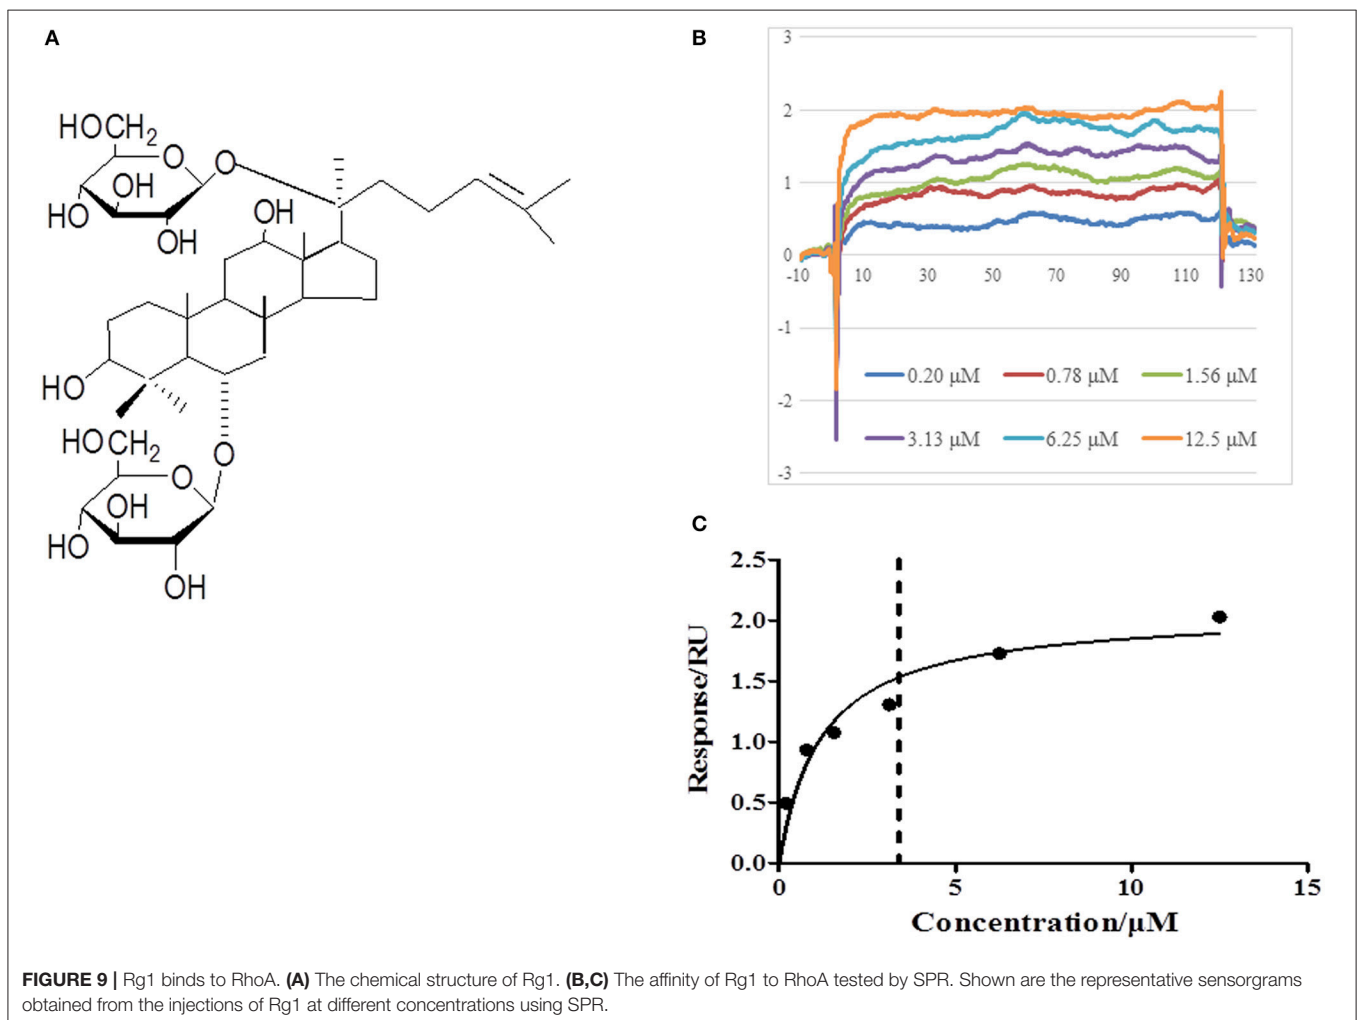 A
HOCH2
O
O
OH
HO
OH
OH
HO
HOCH2
O
O
OH
HO
OH
B
3
2
1
0
-10 10 30 50 70 90 110 130
-1
0.20 µM 0.78 µM 1.56 µM
-2
3.13 µM 6.25 µM 12.5 µM
-3
C
Response/RU
2.5
2.0
1.5
1.0
0.5
0.0
0 5 10 15
Concentration/µM
FIGURE 9 | Rg1 binds to RhoA. (A) The chemical structure of Rg1. (B,C) The affinity of Rg1 to RhoA tested by SPR. Shown are the representative sensorgrams
obtained from the injections of Rg1 at different concentrations using SPR.